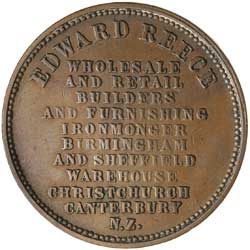 EDWARD REECE
WHOLESALE
AND RETAIL
BUILDERS
AND FURNISHING
IRONMONGER
BIRMINGHAM
AND SHEFFIELD
WAREHOUSE
CHRISTCHURCH
CANTERBURY
N.Z.